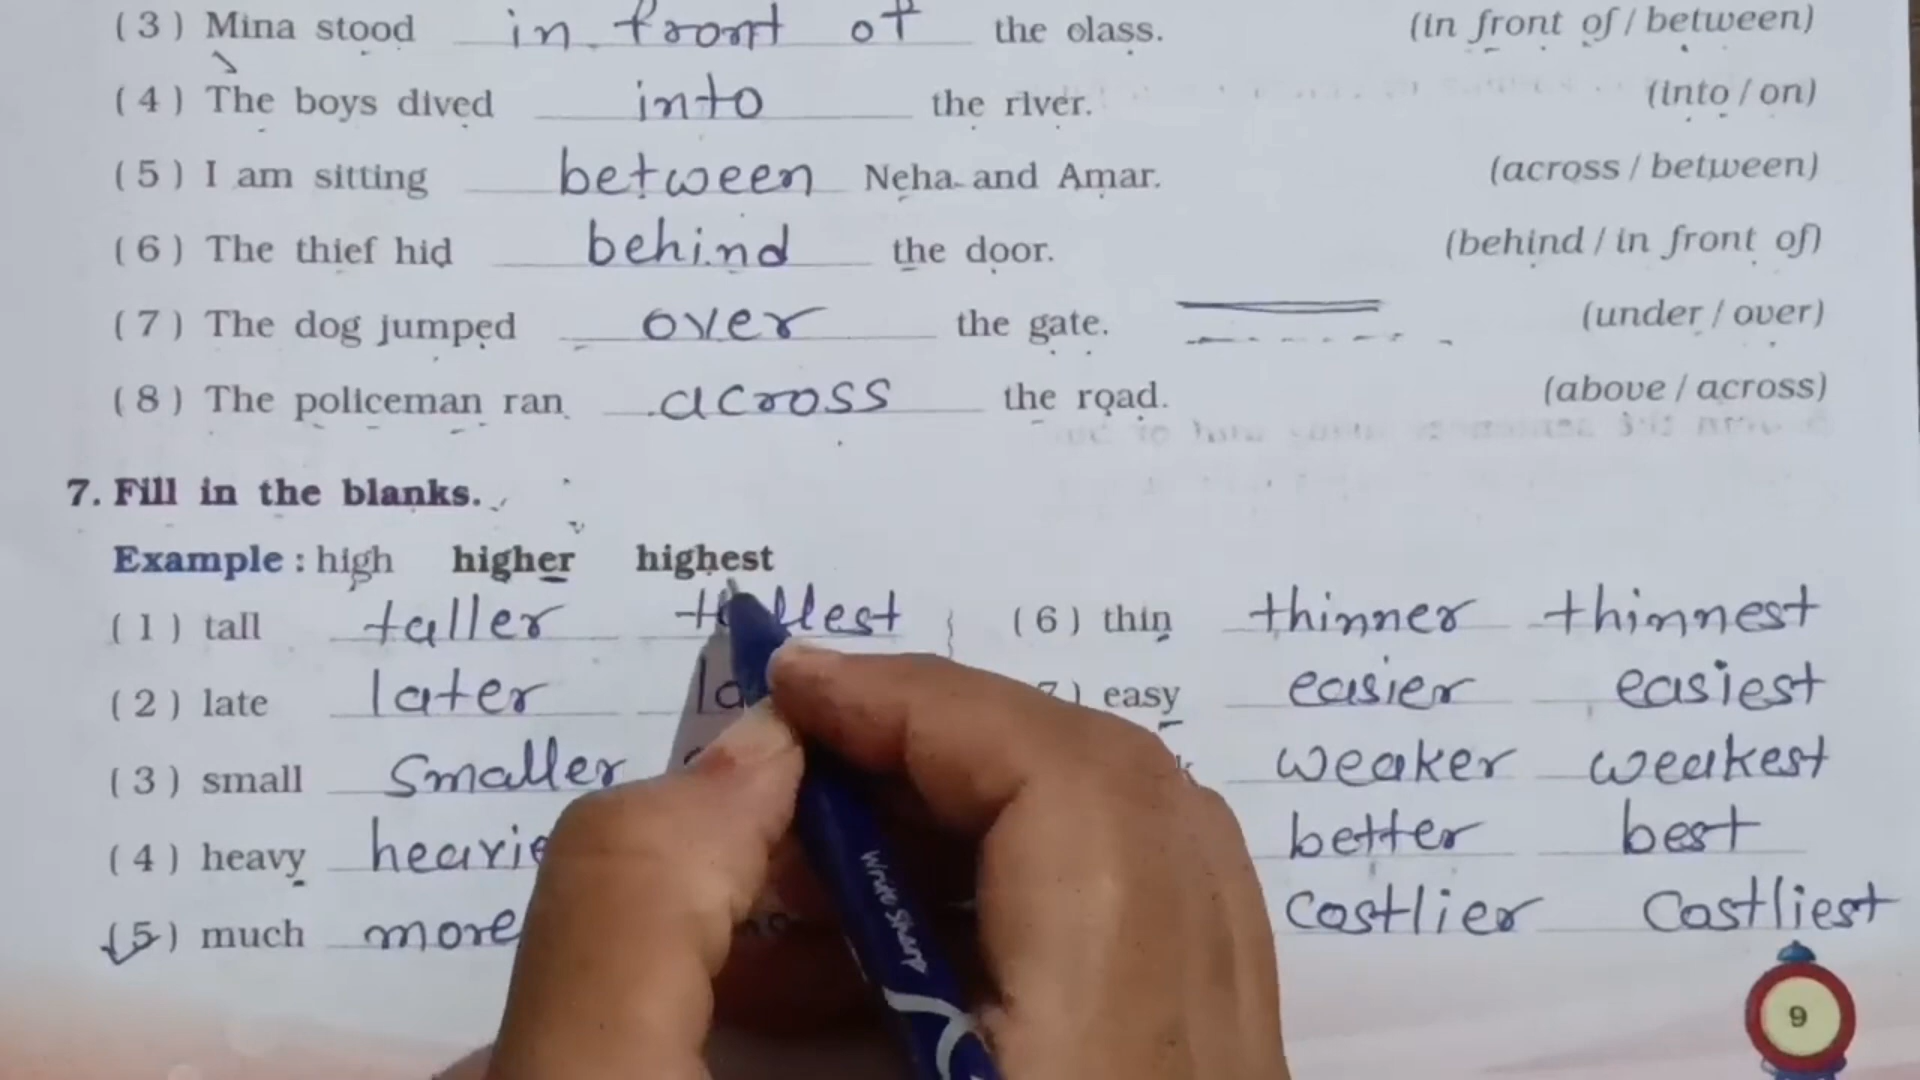 (3) Mina stood in front of the class. (in front of / between)
(4) The boys dived into the river. (into / on)
(5) I am sitting between Neha and Amar. (across / between)
(6) The thief hid behind the door. (behind / in front of)
(7) The dog jumped over the gate. (under / over)
(8) The policeman ran across the road. (above / across)
7. Fill in the blanks.
Example : high higher highest
(1) tall taller tallest
(2) late later
(3) small smaller
(4) heavy
(5) much more
(6) thin thinner thinnest
easy easier easiest
weaker weakest
better best
costlier costliest
Write Sharp
9